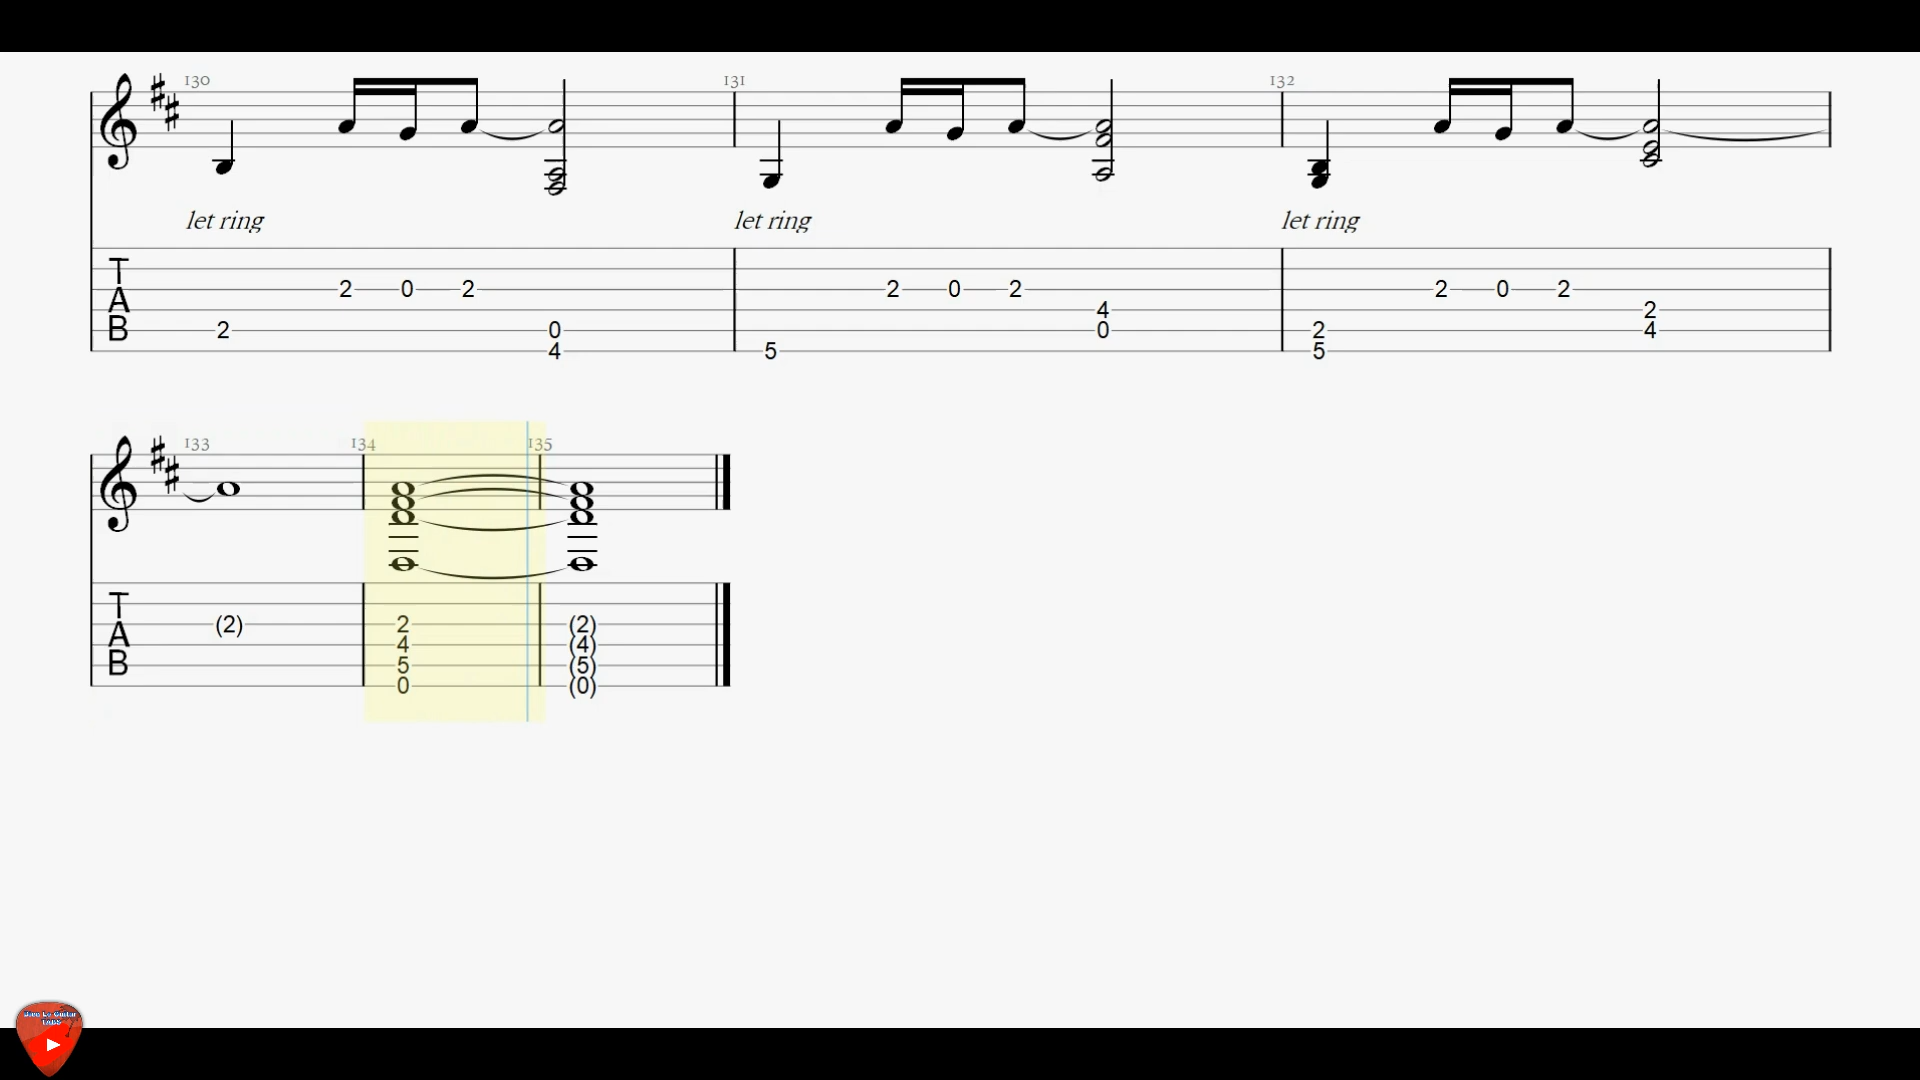 130 131 132
let ring let ring let ring
T
A
B
2 0 2 2 0 2 2 0 2
4 2
2 0 0 2 4
4 5 5
133 134 135
T
A
B
(2) 2 (2)
4 (4)
5 (5)
0 (0)
TABS